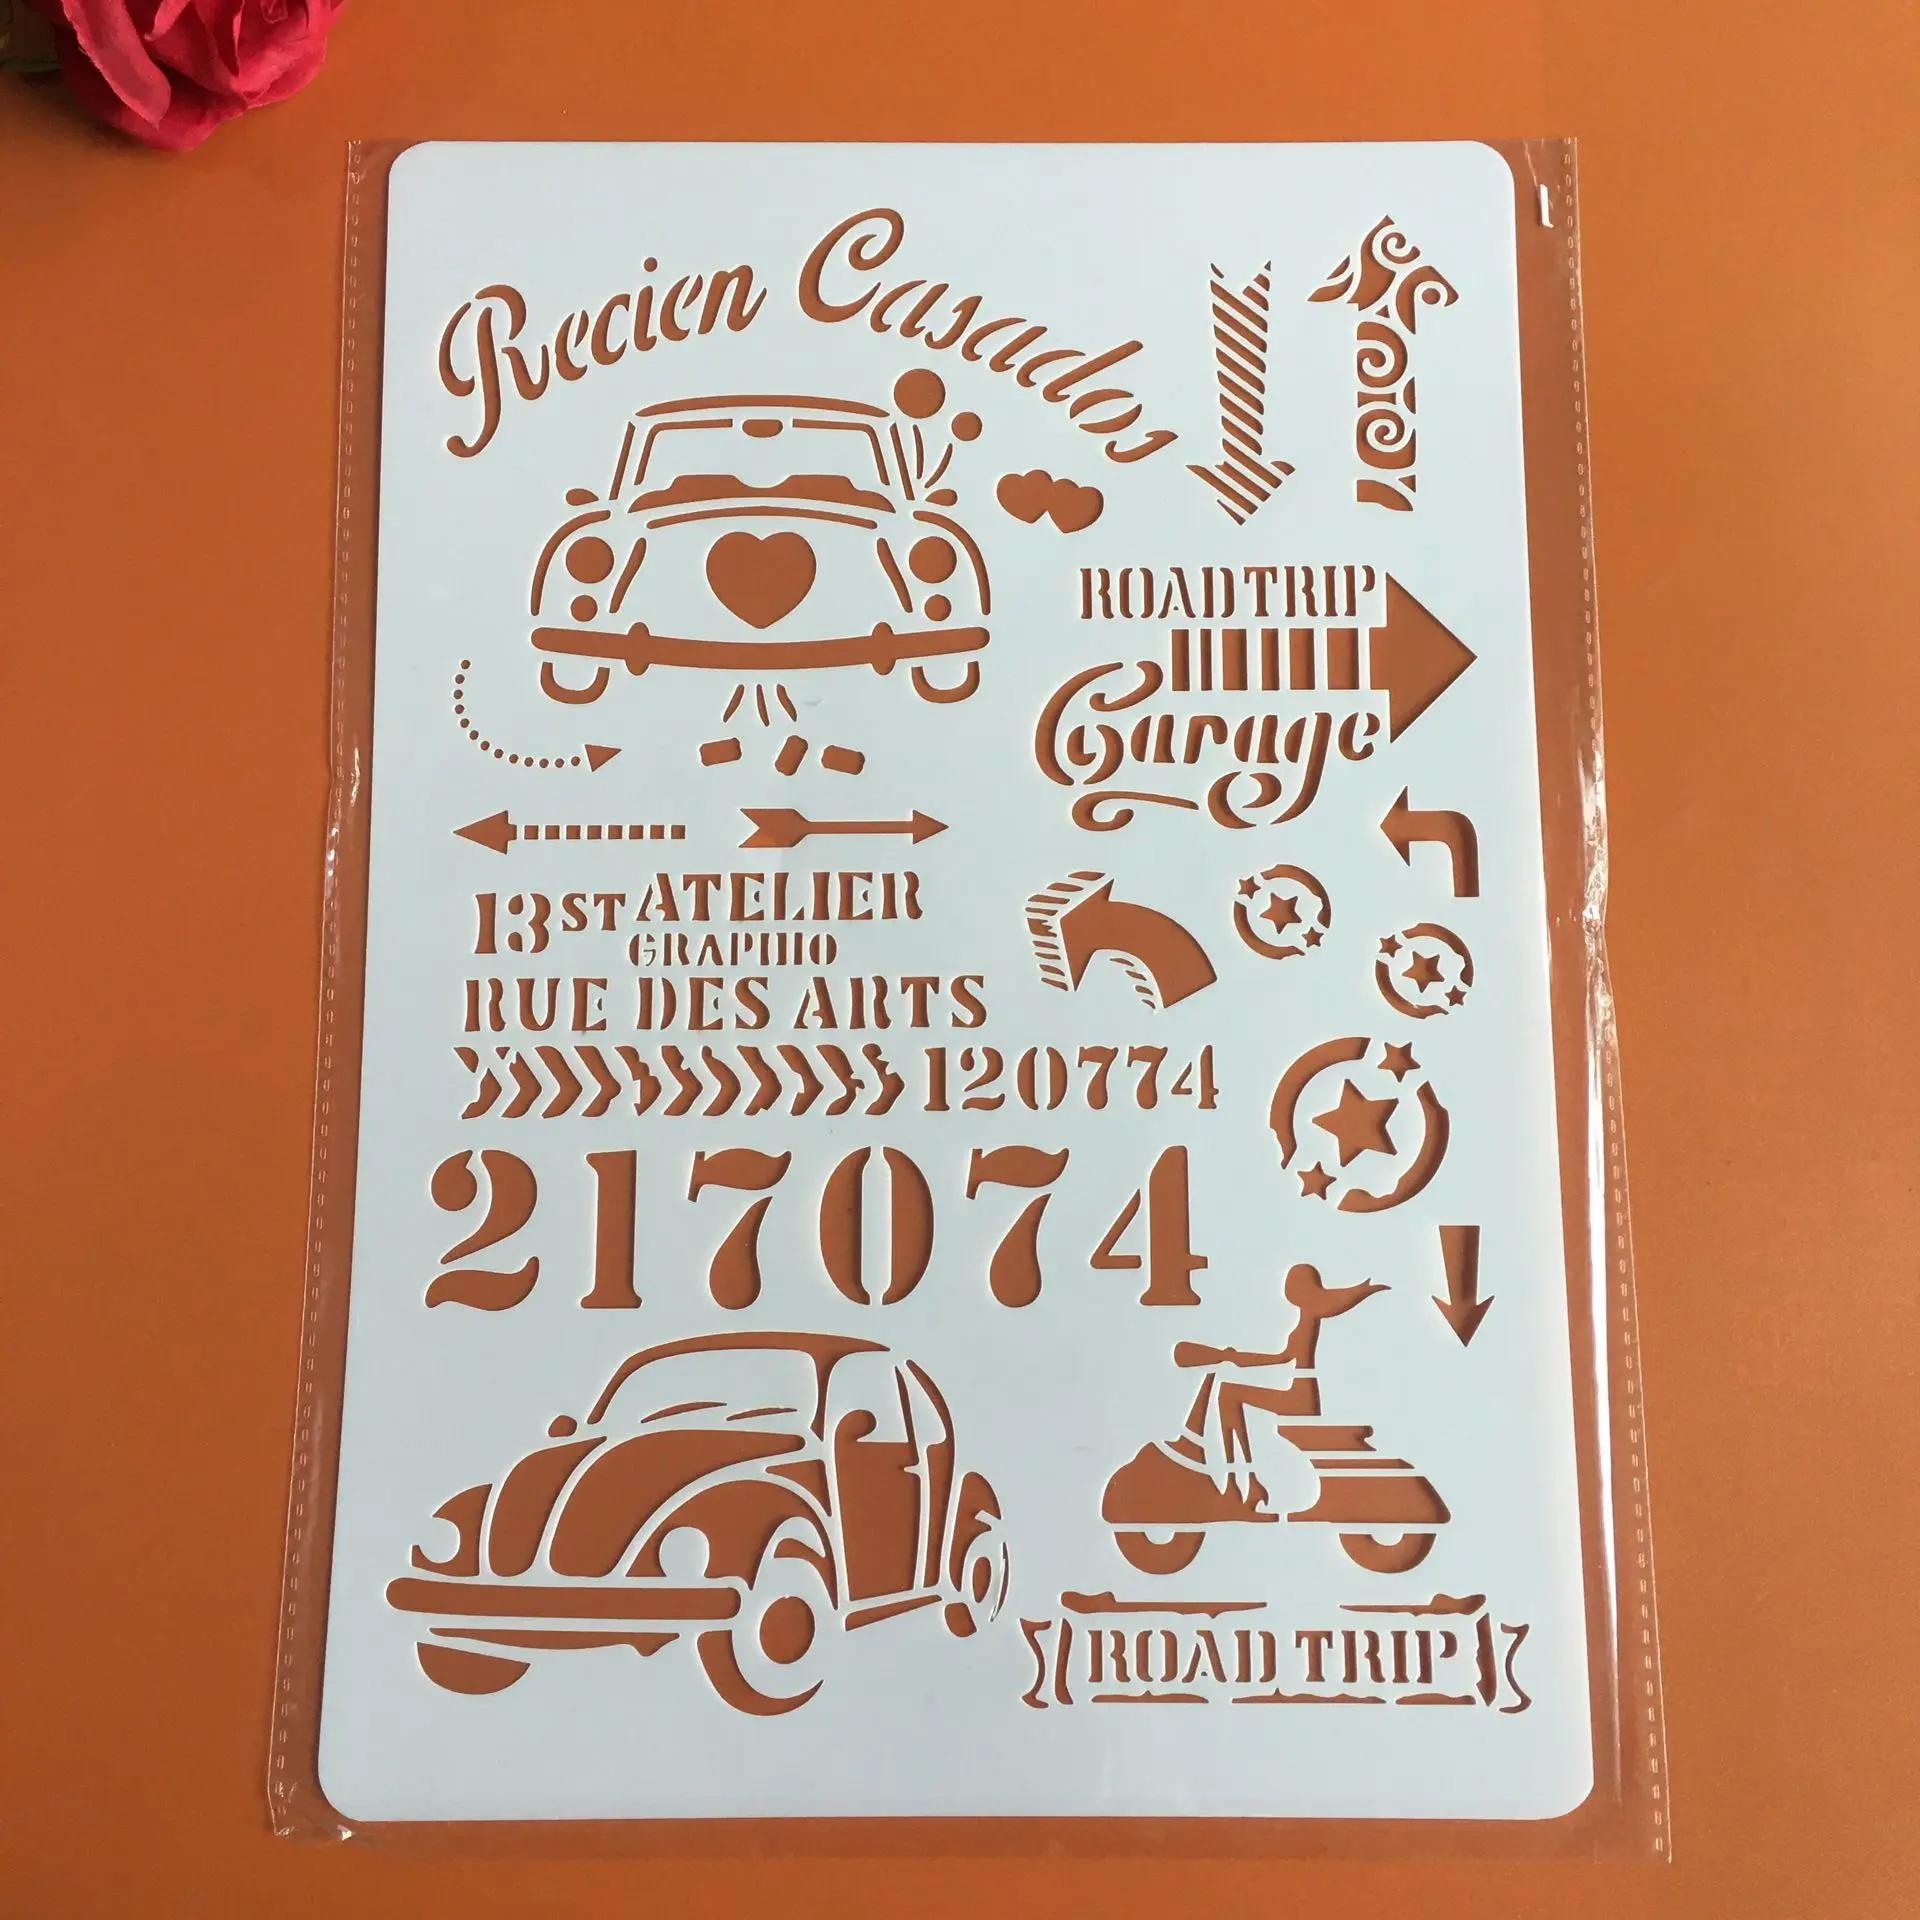 Recien Casados
ROADTRIP
Garage
13ST ATELIER
GRAPHIO
RUE DES ARTS
120774
217074
ROAD TRIP